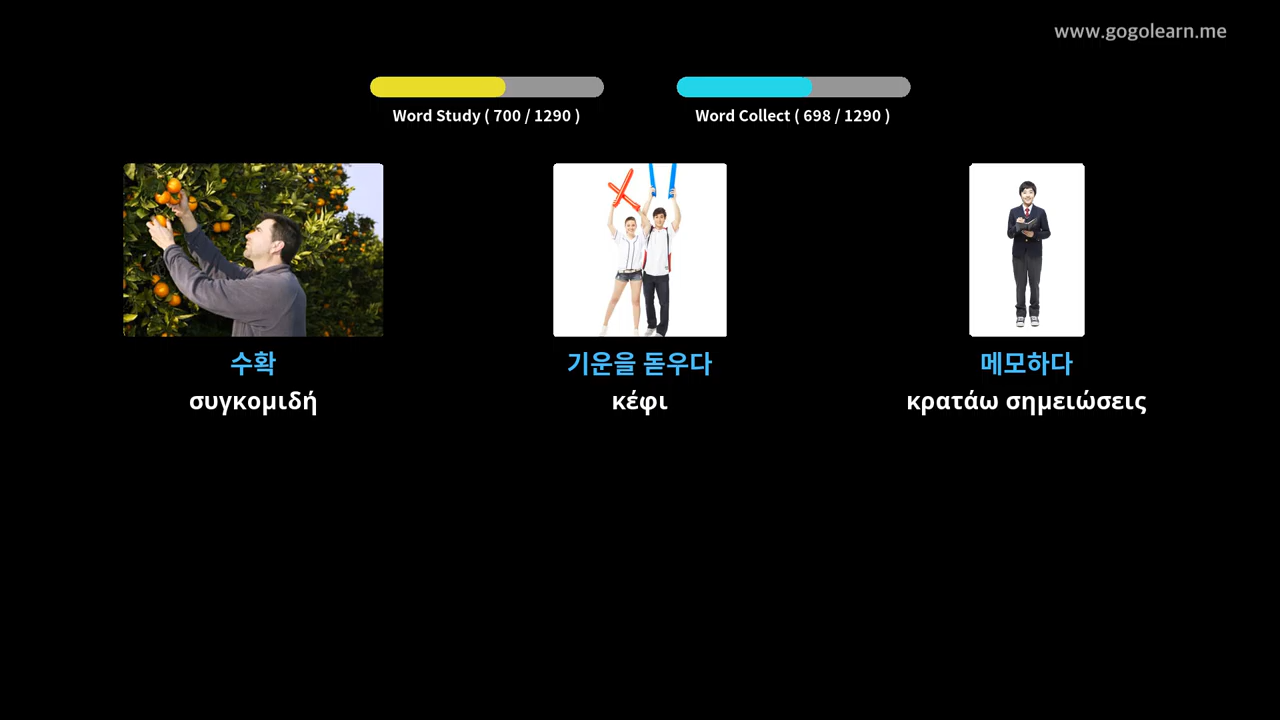 www.gogolearn.me
Word Study ( 700 / 1290 )
Word Collect ( 698 / 1290 )
수확
συγκομιδή
기운을 돋우다
κέφι
메모하다
κρατάω σημειώσεις